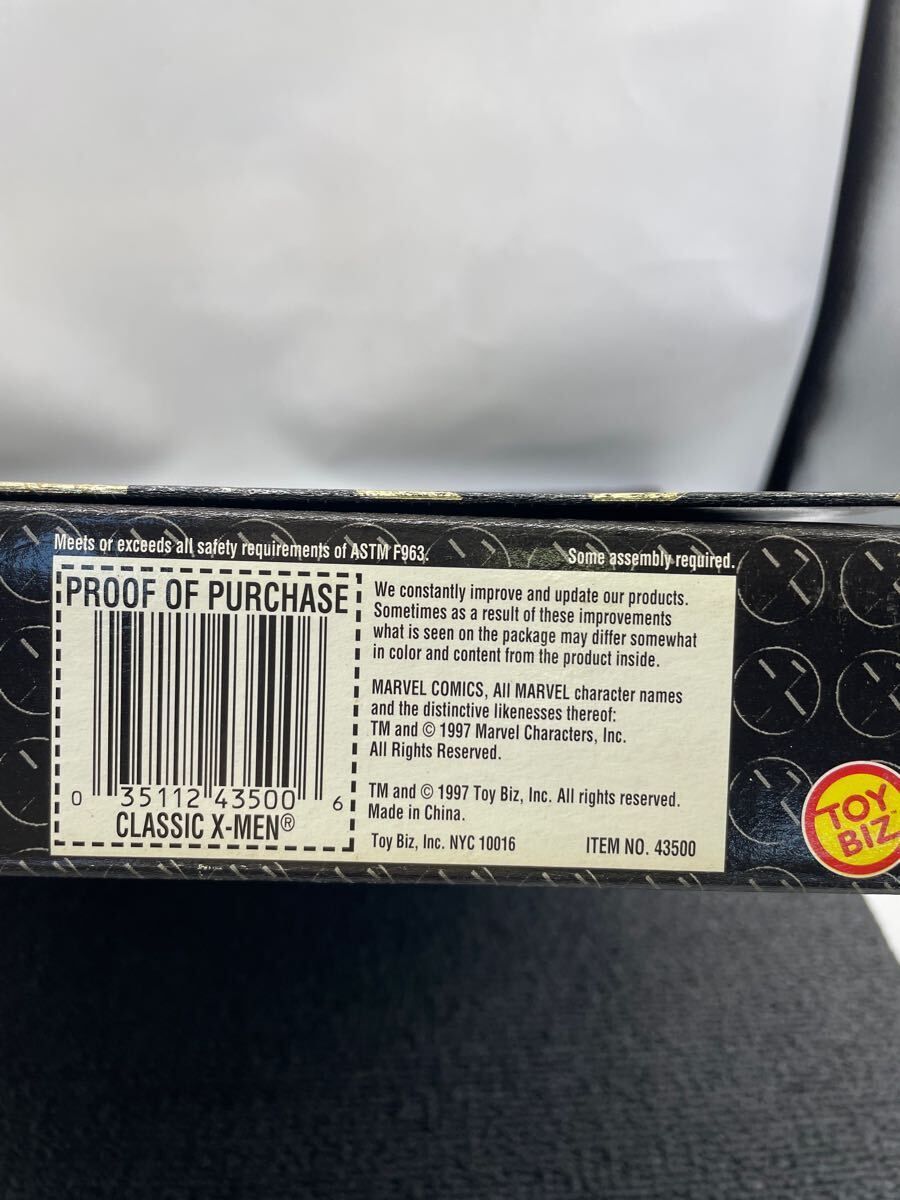 Meets or exceeds all safety requirements of ASTM F963.
Some assembly required.
PROOF OF PURCHASE
0 35112 43500 6
CLASSIC X-MEN®
We constantly improve and update our products.
Sometimes as a result of these improvements
what is seen on the package may differ somewhat
in color and content from the product inside.
MARVEL COMICS, All MARVEL character names
and the distinctive likenesses thereof:
TM and © 1997 Marvel Characters, Inc.
All Rights Reserved.
TM and © 1997 Toy Biz, Inc. All rights reserved.
Made in China.
Toy Biz, Inc. NYC 10016
ITEM NO. 43500
TOY
BIZ™